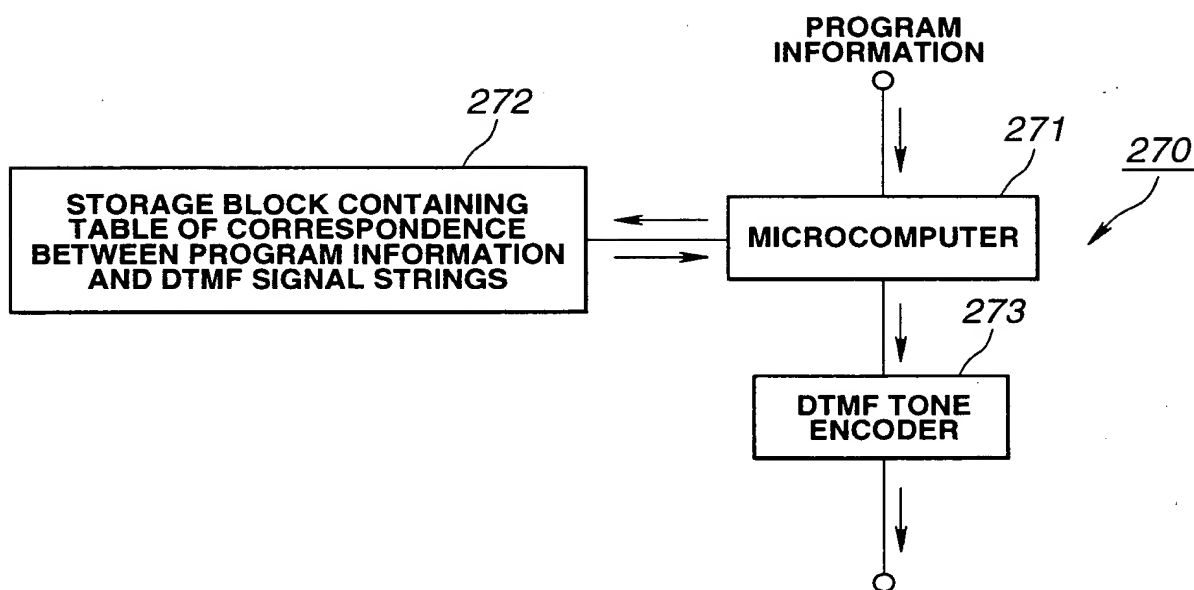 PROGRAM
INFORMATION
272
271
270
STORAGE BLOCK CONTAINING
TABLE OF CORRESPONDENCE
BETWEEN PROGRAM INFORMATION
AND DTMF SIGNAL STRINGS
MICROCOMPUTER
273
DTMF TONE
ENCODER